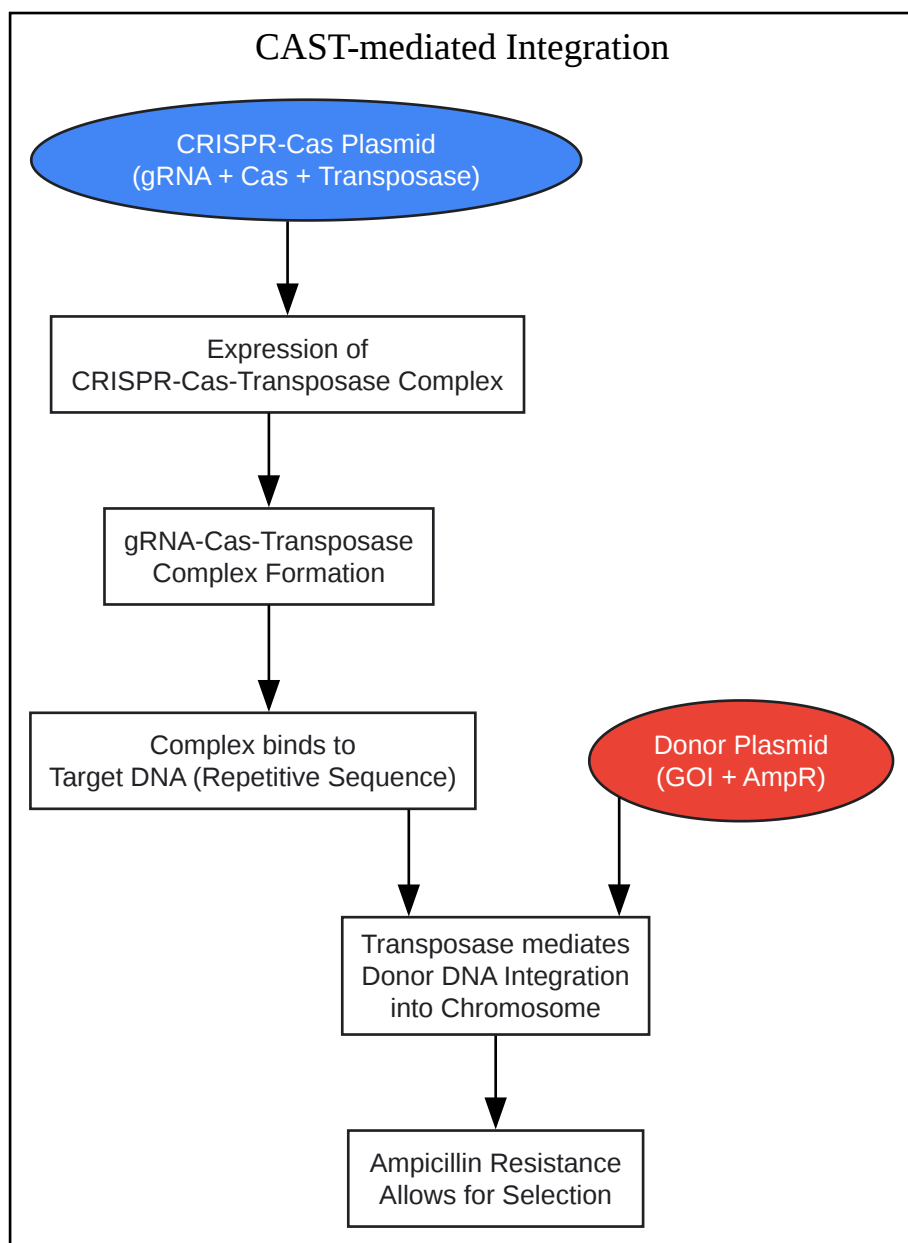 CAST-mediated Integration
CRISPR-Cas Plasmid
(gRNA + Cas + Transposase)
Expression of
CRISPR-Cas-Transposase Complex
gRNA-Cas-Transposase
Complex Formation
Complex binds to
Target DNA (Repetitive Sequence)
Donor Plasmid
(GOI + AmpR)
Transposase mediates
Donor DNA Integration
into Chromosome
Ampicillin Resistance
Allows for Selection